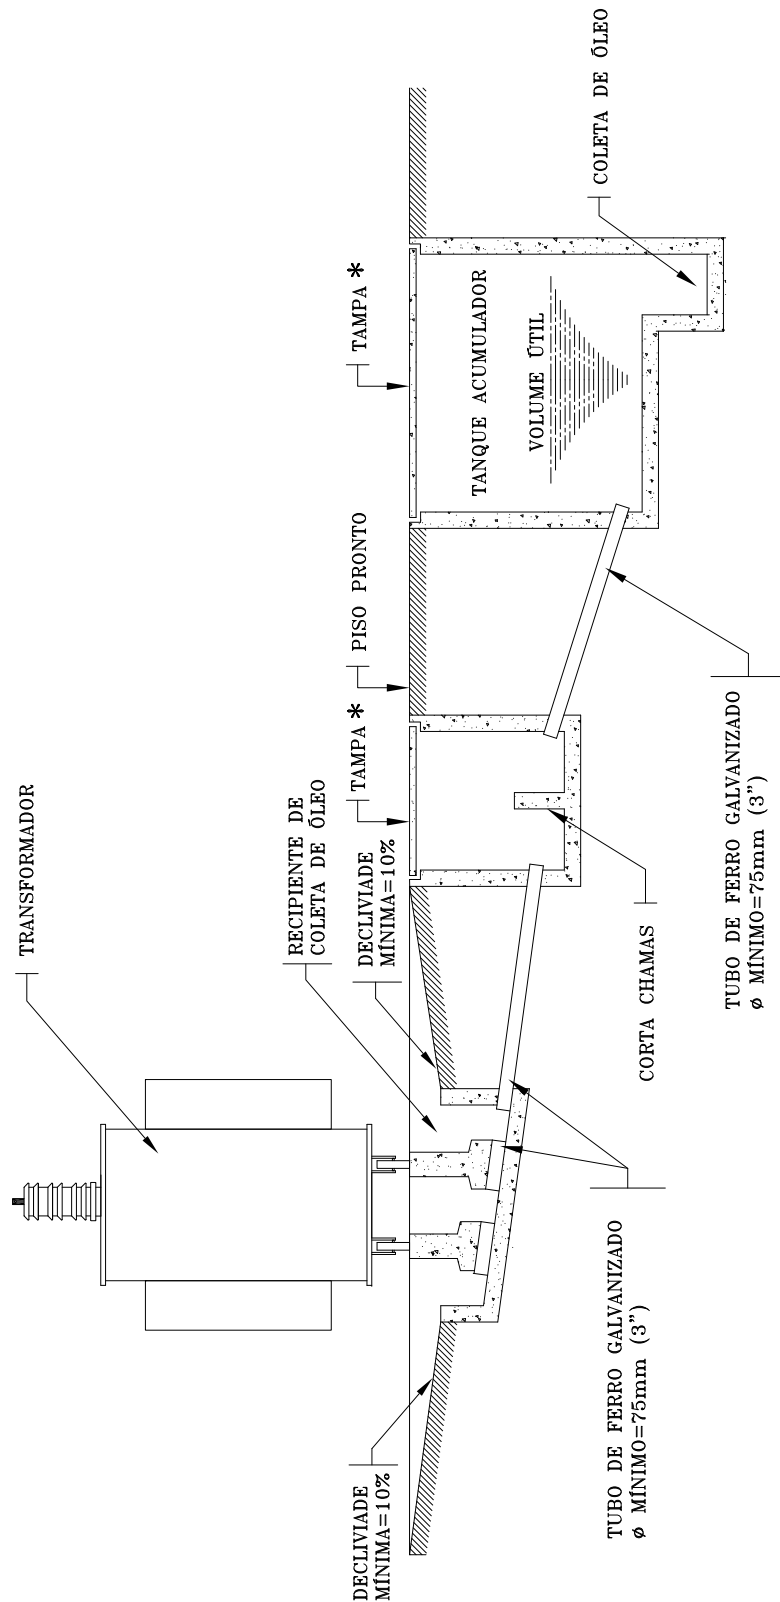 TRANSFORMADOR
RECIPIENTE DE
COLETA DE ÓLEO
DECLIVIADE
MÍNIMA=10%
DECLIVIADE
MÍNIMA=10%
TAMPA *
PISO PRONTO
TAMPA *
TANQUE ACUMULADOR
VOLUME ÚTIL
COLETA DE ÓLEO
CORTA CHAMAS
TUBO DE FERRO GALVANIZADO
ø MÍNIMO=75mm (3")
TUBO DE FERRO GALVANIZADO
ø MÍNIMO=75mm (3")